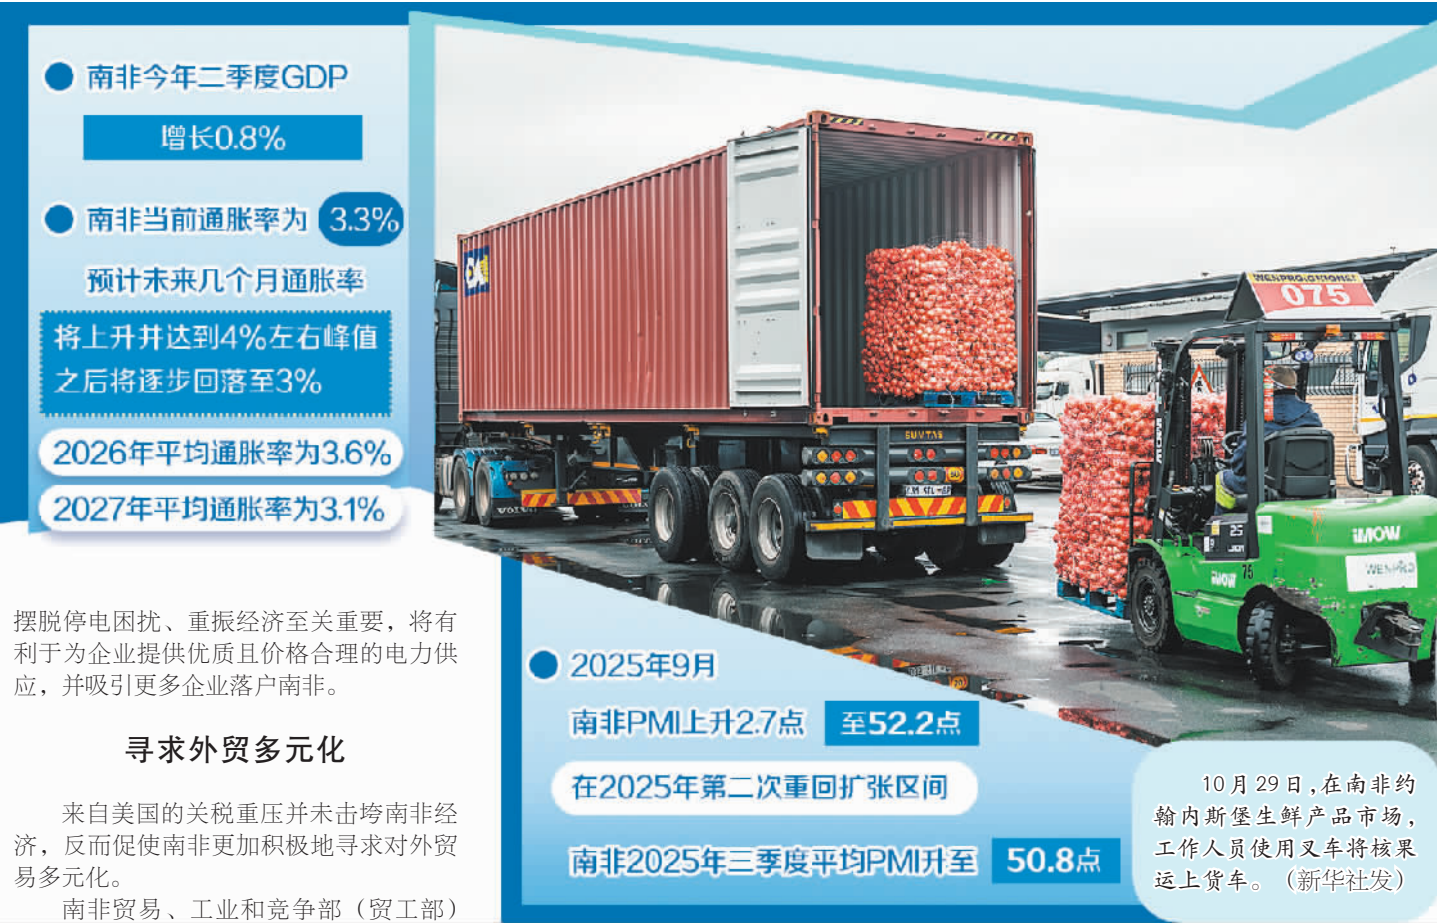 南非今年二季度GDP
增长0.8%
南非当前通胀率为 3.3%
预计未来几个月通胀率
将上升并达到4%左右峰值
之后将逐步回落至3%
2026年平均通胀率为3.6%
2027年平均通胀率为3.1%
摆脱停电困扰、重振经济至关重要，将有
利于为企业提供优质且价格合理的电力供
应，并吸引更多企业落户南非。
寻求外贸多元化
来自美国的关税重压并未击垮南非经
济，反而促使南非更加积极地寻求对外贸
易多元化。
南非贸易、工业和竞争部（贸工部）
075
SUNTAS
VOLVO
25
75
iMOW
iMOW
WENPRO
2025年9月
南非PMI上升2.7点 至52.2点
在2025年第二次重回扩张区间
南非2025年三季度平均PMI升至 50.8点
10月29日，在南非约
翰内斯堡生鲜产品市场，
工作人员使用叉车将核果
运上货车。（新华社发）